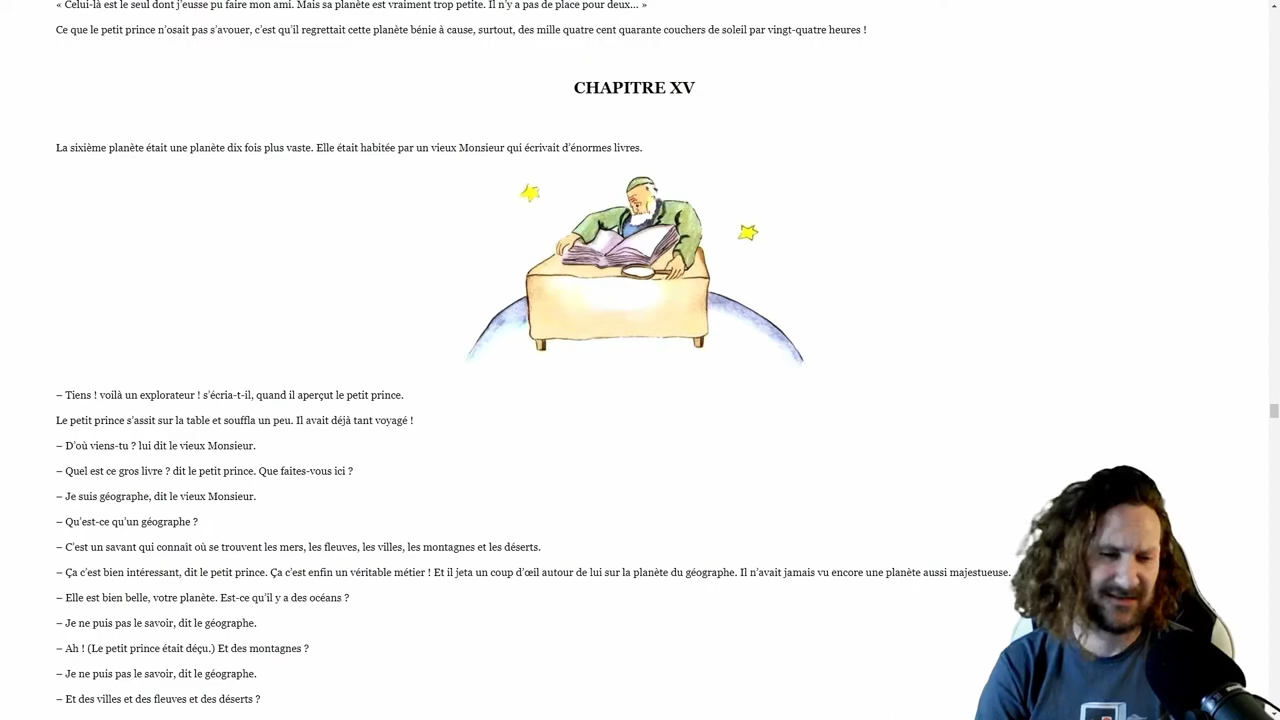 « Celui-là est le seul dont j’eusse pu faire mon ami. Mais sa planète est vraiment trop petite. Il n’y a pas de place pour deux… »
Ce que le petit prince n’osait pas s’avouer, c’est qu’il regrettait cette planète bénie à cause, surtout, des mille quatre cent quarante couchers de soleil par vingt-quatre heures !
CHAPITRE XV
La sixième planète était une planète dix fois plus vaste. Elle était habitée par un vieux Monsieur qui écrivait d’énormes livres.
– Tiens ! voilà un explorateur ! s’écria-t-il, quand il aperçut le petit prince.
Le petit prince s’assit sur la table et souffla un peu. Il avait déjà tant voyagé !
– D’où viens-tu ? lui dit le vieux Monsieur.
– Quel est ce gros livre ? dit le petit prince. Que faites-vous ici ?
– Je suis géographe, dit le vieux Monsieur.
– Qu’est-ce qu’un géographe ?
– C’est un savant qui connaît où se trouvent les mers, les fleuves, les villes, les montagnes et les déserts.
– Ça c’est bien intéressant, dit le petit prince. Ça c’est enfin un véritable métier ! Et il jeta un coup d’œil autour de lui sur la planète du géographe. Il n’avait jamais vu encore une planète aussi majestueuse.
– Elle est bien belle, votre planète. Est-ce qu’il y a des océans ?
– Je ne puis pas le savoir, dit le géographe.
– Ah ! (Le petit prince était déçu.) Et des montagnes ?
– Je ne puis pas le savoir, dit le géographe.
– Et des villes et des fleuves et des déserts ?